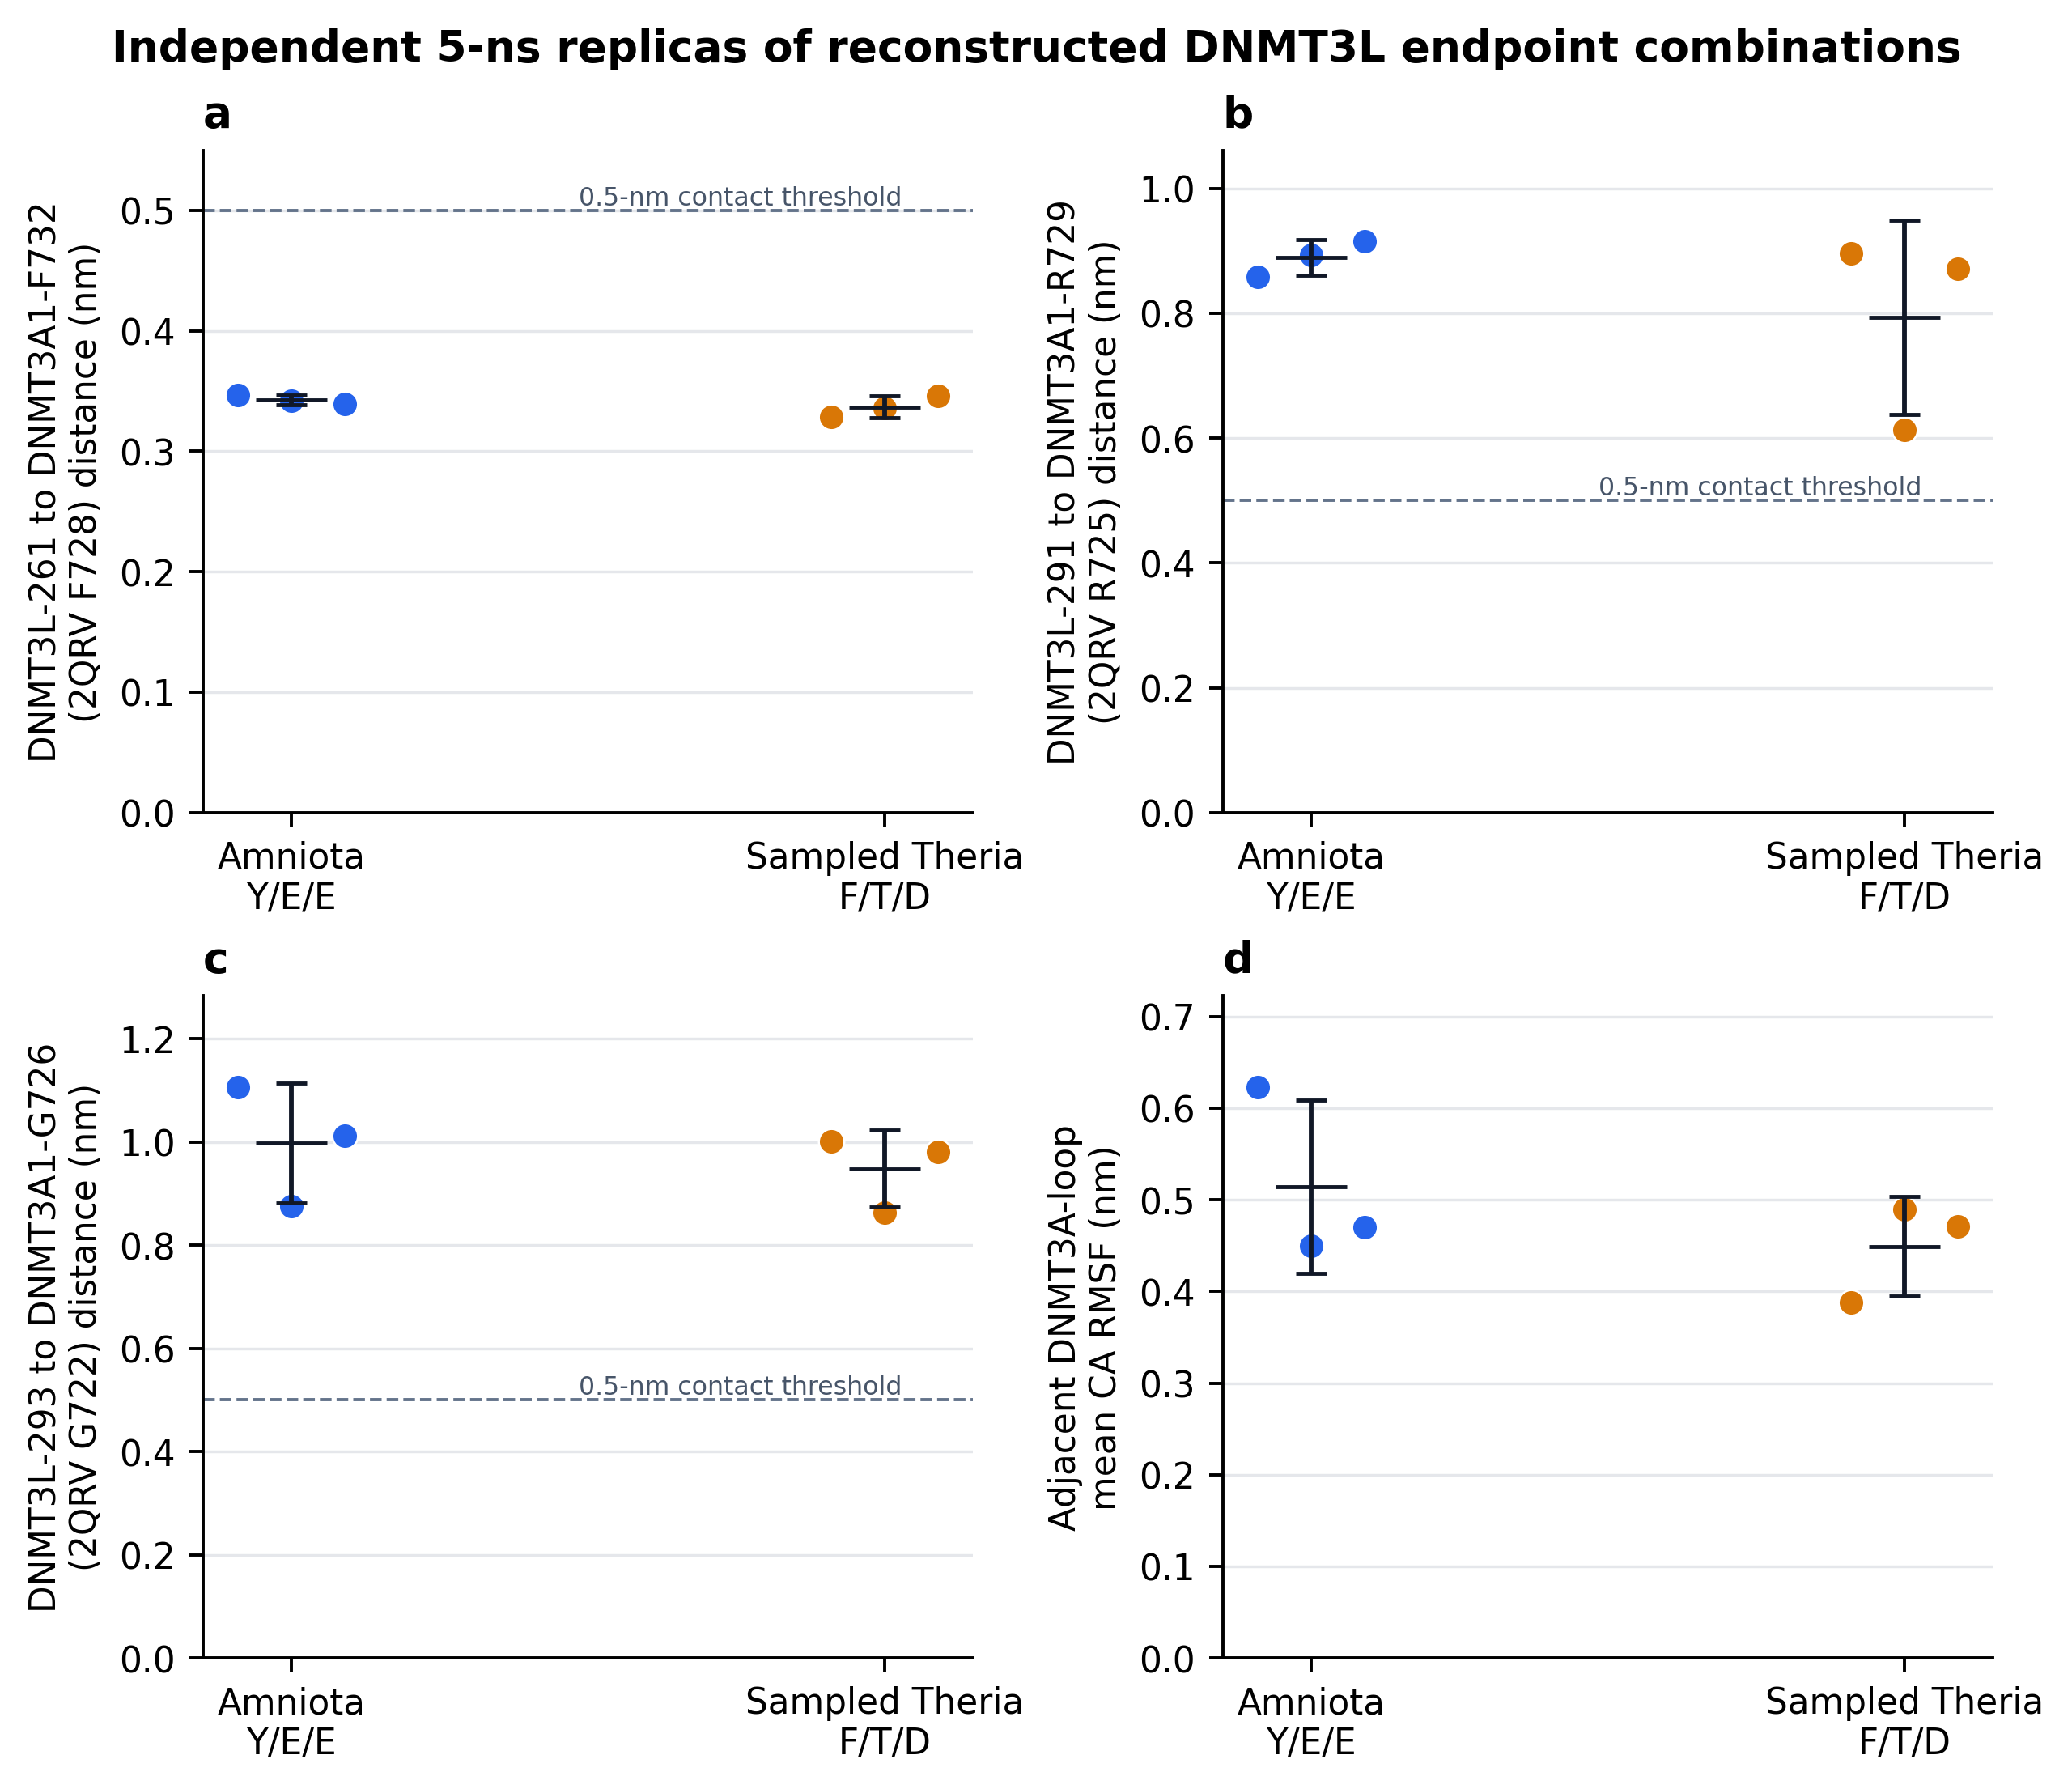 Independent 5-ns replicas of reconstructed DNMT3L endpoint combinations
a
DNMT3L-261 to DNMT3A1-F732
(2QRV F728) distance (nm)
0.5
0.4
0.3
0.2
0.1
0.0
0.5-nm contact threshold
Amniota
Y/E/E
Sampled Theria
F/T/D
b
DNMT3L-291 to DNMT3A1-R729
(2QRV R725) distance (nm)
1.0
0.8
0.6
0.4
0.2
0.0
0.5-nm contact threshold
Amniota
Y/E/E
Sampled Theria
F/T/D
c
DNMT3L-293 to DNMT3A1-G726
(2QRV G722) distance (nm)
1.2
1.0
0.8
0.6
0.4
0.2
0.0
0.5-nm contact threshold
Amniota
Y/E/E
Sampled Theria
F/T/D
d
Adjacent DNMT3A-loop
mean CA RMSF (nm)
0.7
0.6
0.5
0.4
0.3
0.2
0.1
0.0
Amniota
Y/E/E
Sampled Theria
F/T/D